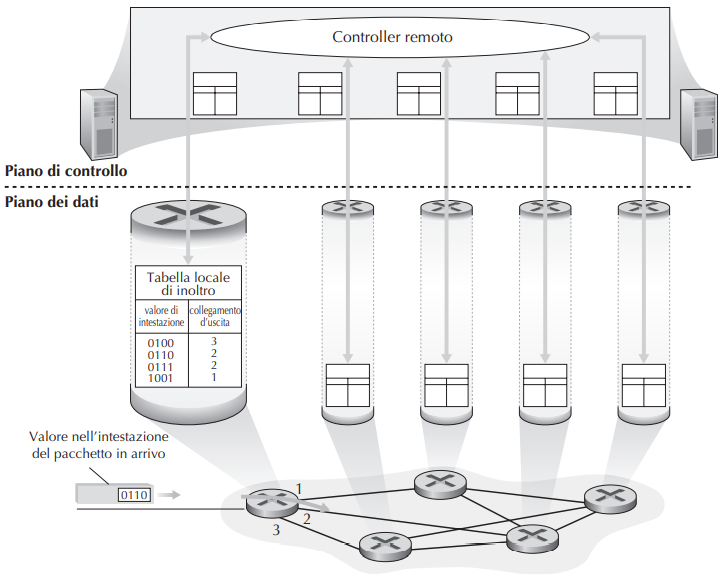 Controller remoto
Piano di controllo
Piano dei dati
Tabella locale
di inoltro
valore di
intestazione
collegamento
d'uscita
0100 3
0110 2
0111 2
1001 1
Valore nell'intestazione
del pacchetto in arrivo
0110
1
2
3